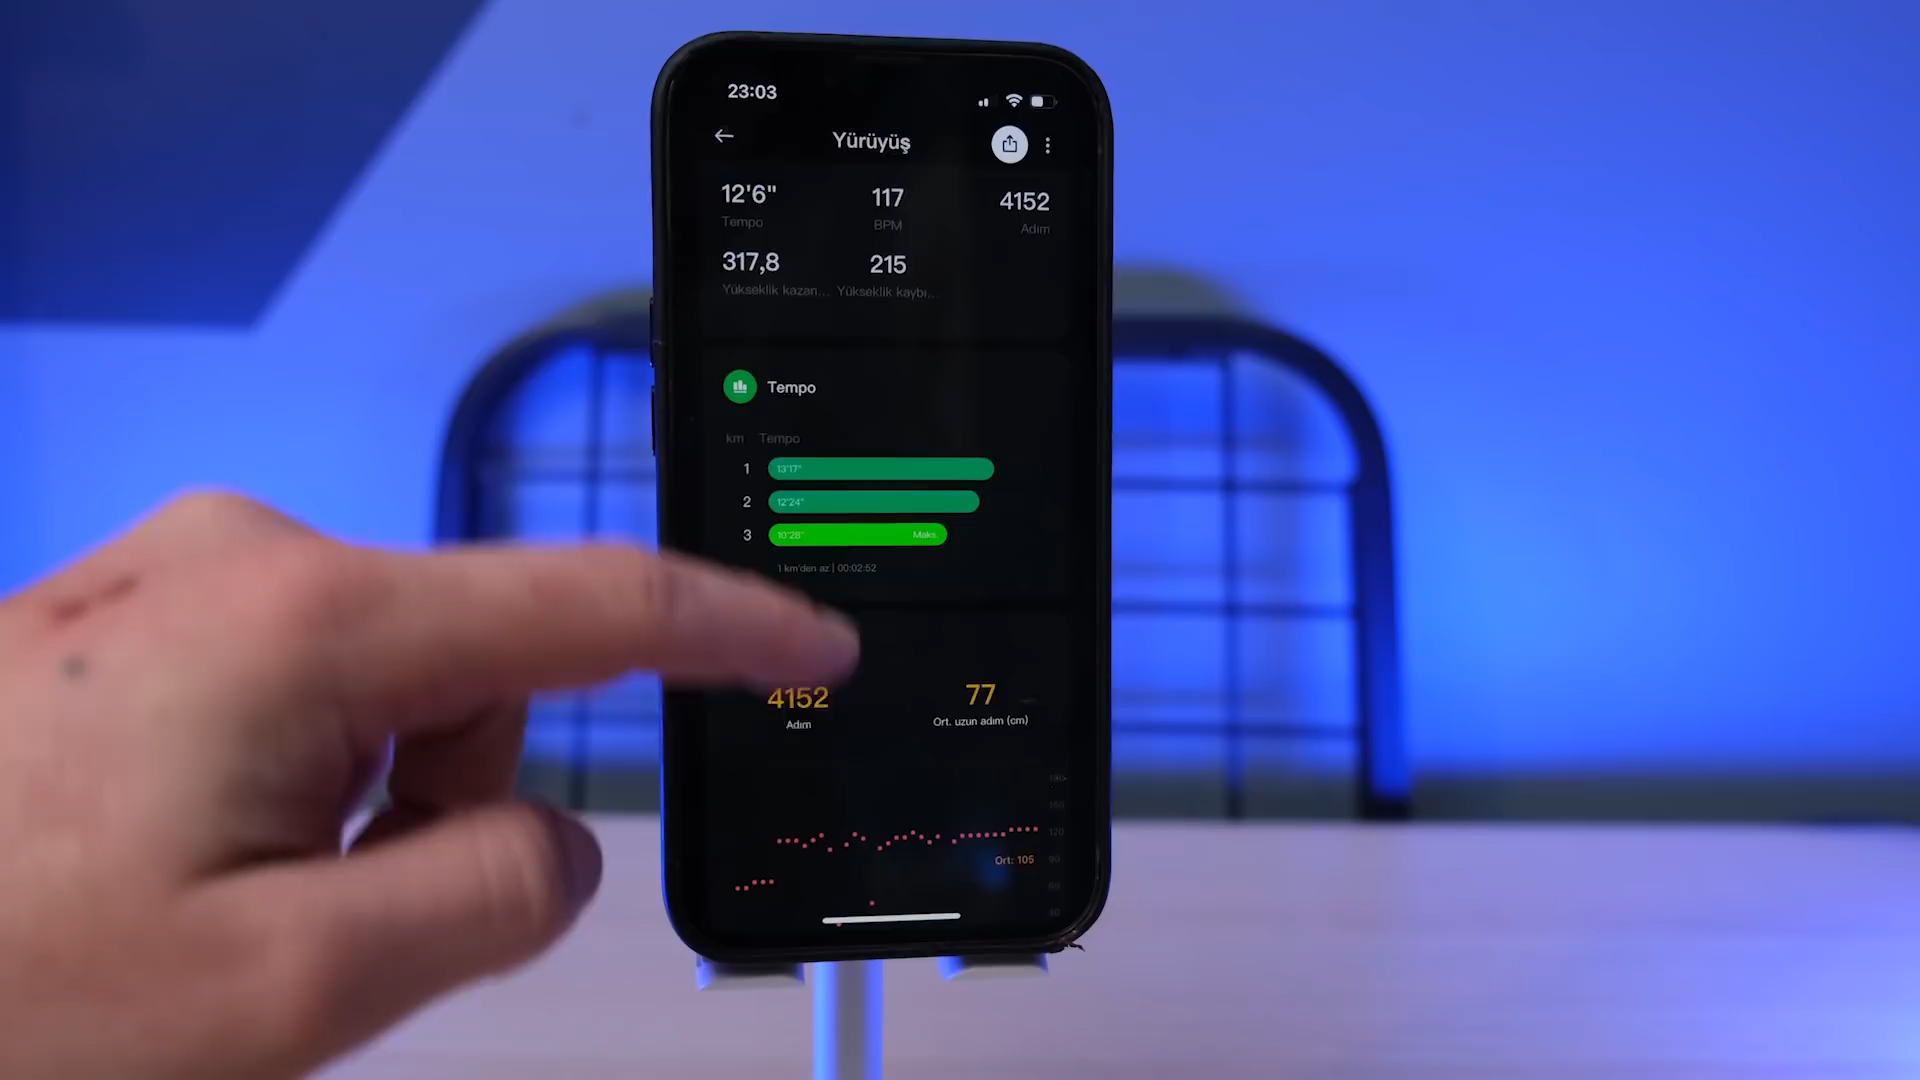 23:03
Yürüyüş
12'6" 117 4152
Tempo BPM Adım
317,8 215
Yükseklik kazan... Yükseklik kaybı...
Tempo
km Tempo
1 13'17"
2 12'24"
3 10'28" Maks.
1 km'den az | 00:02:52
4152 77
Adım Ort. uzun adım (cm)
120
Ort: 105
90